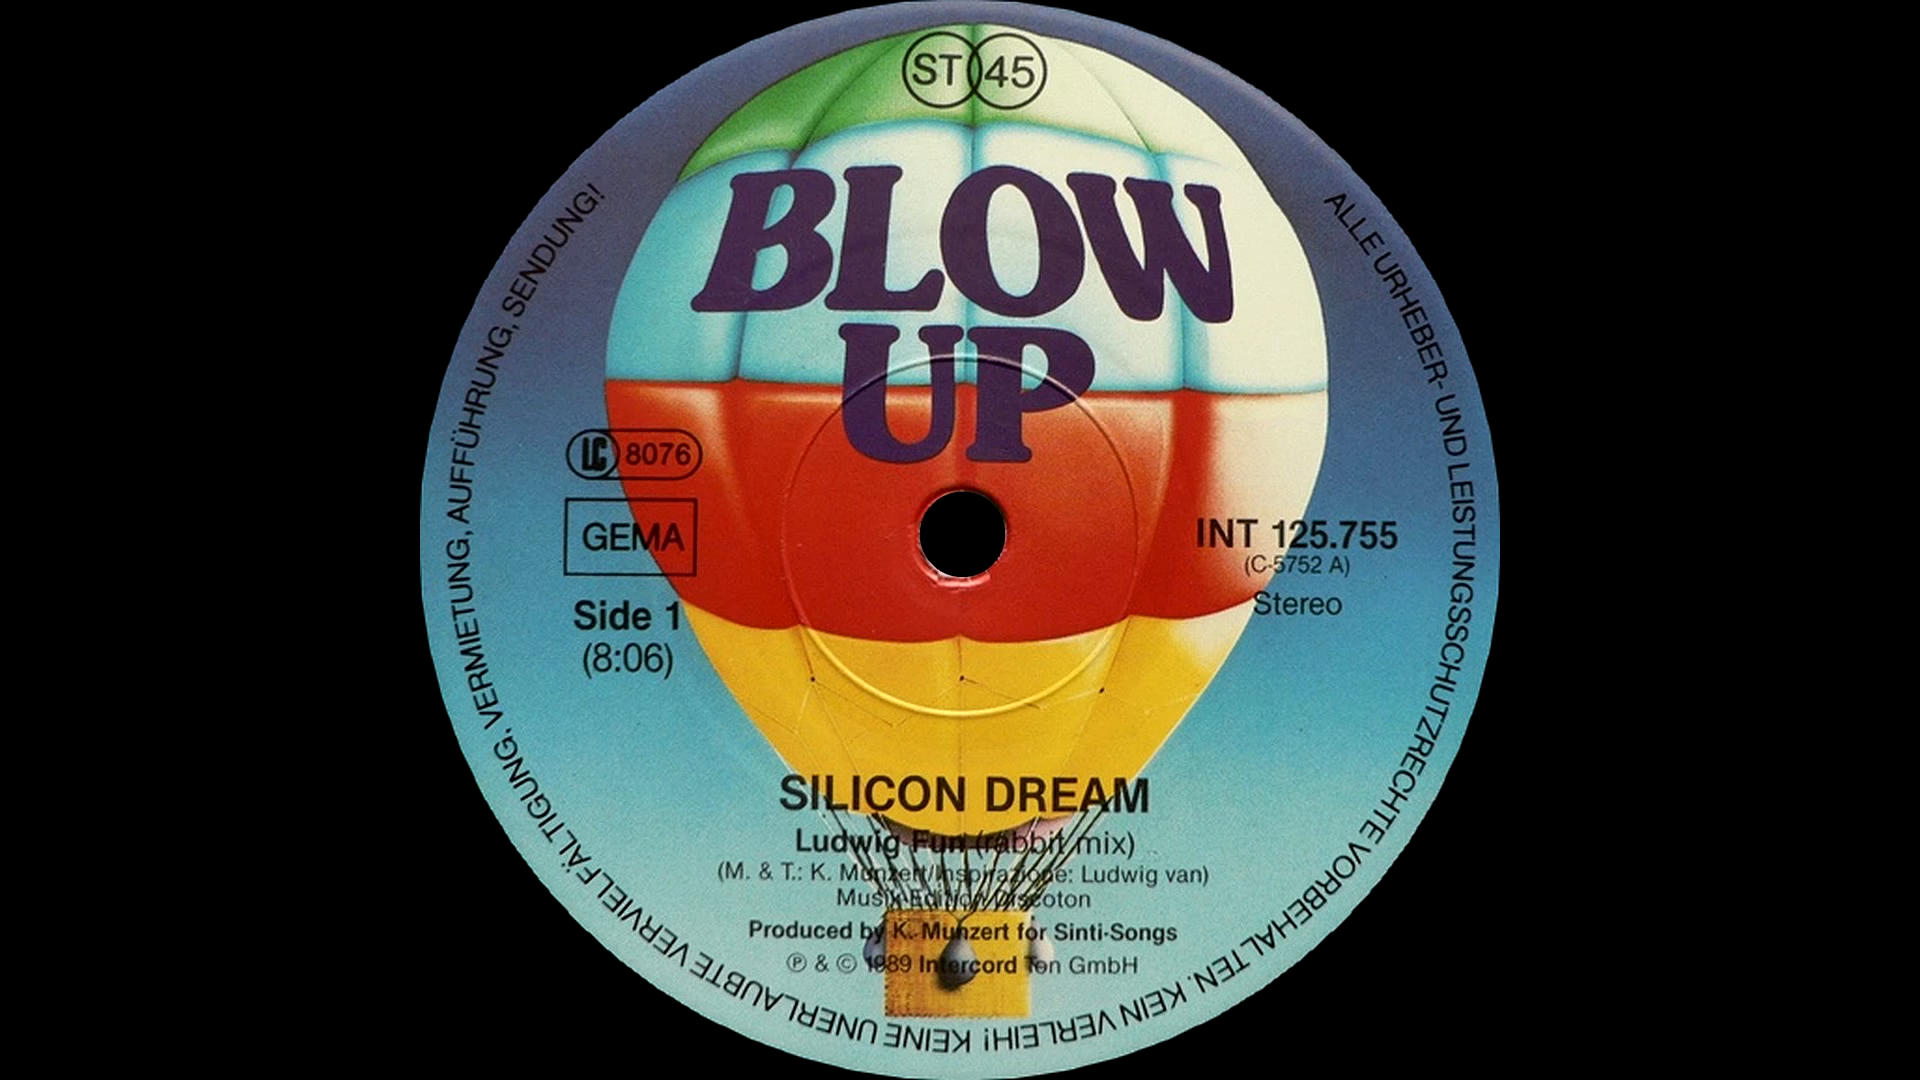 ST 45
BLOW
UP
LC 8076
GEMA
Side 1
(8:06)
INT 125.755
(C-5752 A)
Stereo
SILICON DREAM
Ludwig Fun (rabbit mix)
(M. & T.: K. Munzert/Inspirazione: Ludwig van)
Musik-Edition Discoton
Produced by K. Munzert for Sinti-Songs
℗ & © 1989 Intercord Ton GmbH
ALLE URHEBER- UND LEISTUNGSSCHUTZRECHTE VORBEHALTEN. KEIN VERLEIH! KEINE UNERLAUBTE VERVIELFÄLTIGUNG, VERMIETUNG, AUFFÜHRUNG, SENDUNG!